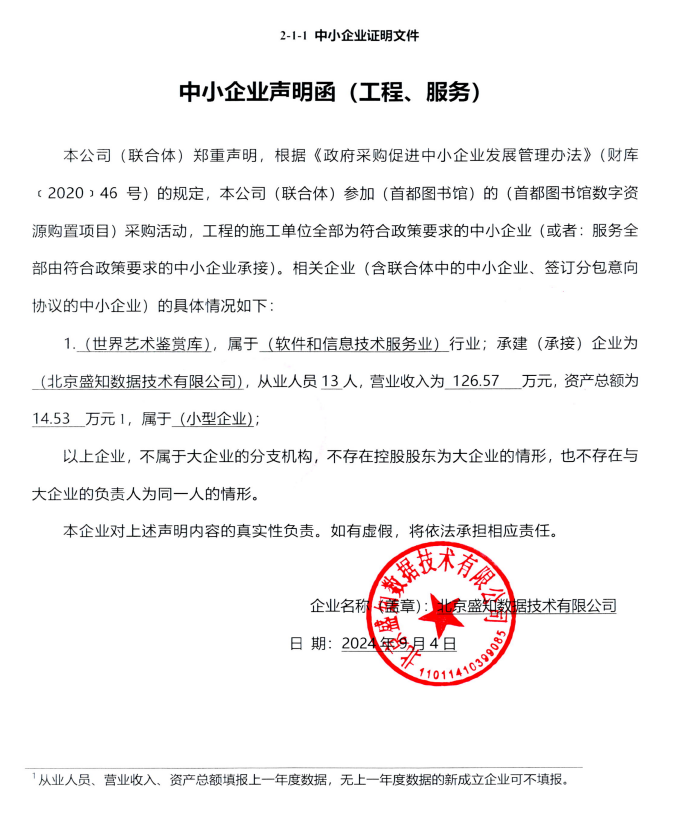 2-1-1 中小企业证明文件
中小企业声明函（工程、服务）
本公司（联合体）郑重声明，根据《政府采购促进中小企业发展管理办法》（财库
﹝2020﹞46 号）的规定，本公司（联合体）参加（首都图书馆）的（首都图书馆数字资
源购置项目）采购活动，工程的施工单位全部为符合政策要求的中小企业（或者：服务全
部由符合政策要求的中小企业承接）。相关企业（含联合体中的中小企业、签订分包意向
协议的中小企业）的具体情况如下：
1.（世界艺术鉴赏库），属于（软件和信息技术服务业）行业；承建（承接）企业为
（北京盛知数据技术有限公司），从业人员 13 人，营业收入为 126.57 万元，资产总额为
14.53 万元 1，属于（小型企业）；
以上企业，不属于大企业的分支机构，不存在控股股东为大企业的情形，也不存在与
大企业的负责人为同一人的情形。
本企业对上述声明内容的真实性负责。如有虚假，将依法承担相应责任。
企业名称（盖章）：北京盛知数据技术有限公司
日 期：2024 年 9 月 4 日
北京盛知数据技术有限公司
11011410399085
1从业人员、营业收入、资产总额填报上一年度数据，无上一年度数据的新成立企业可不填报。